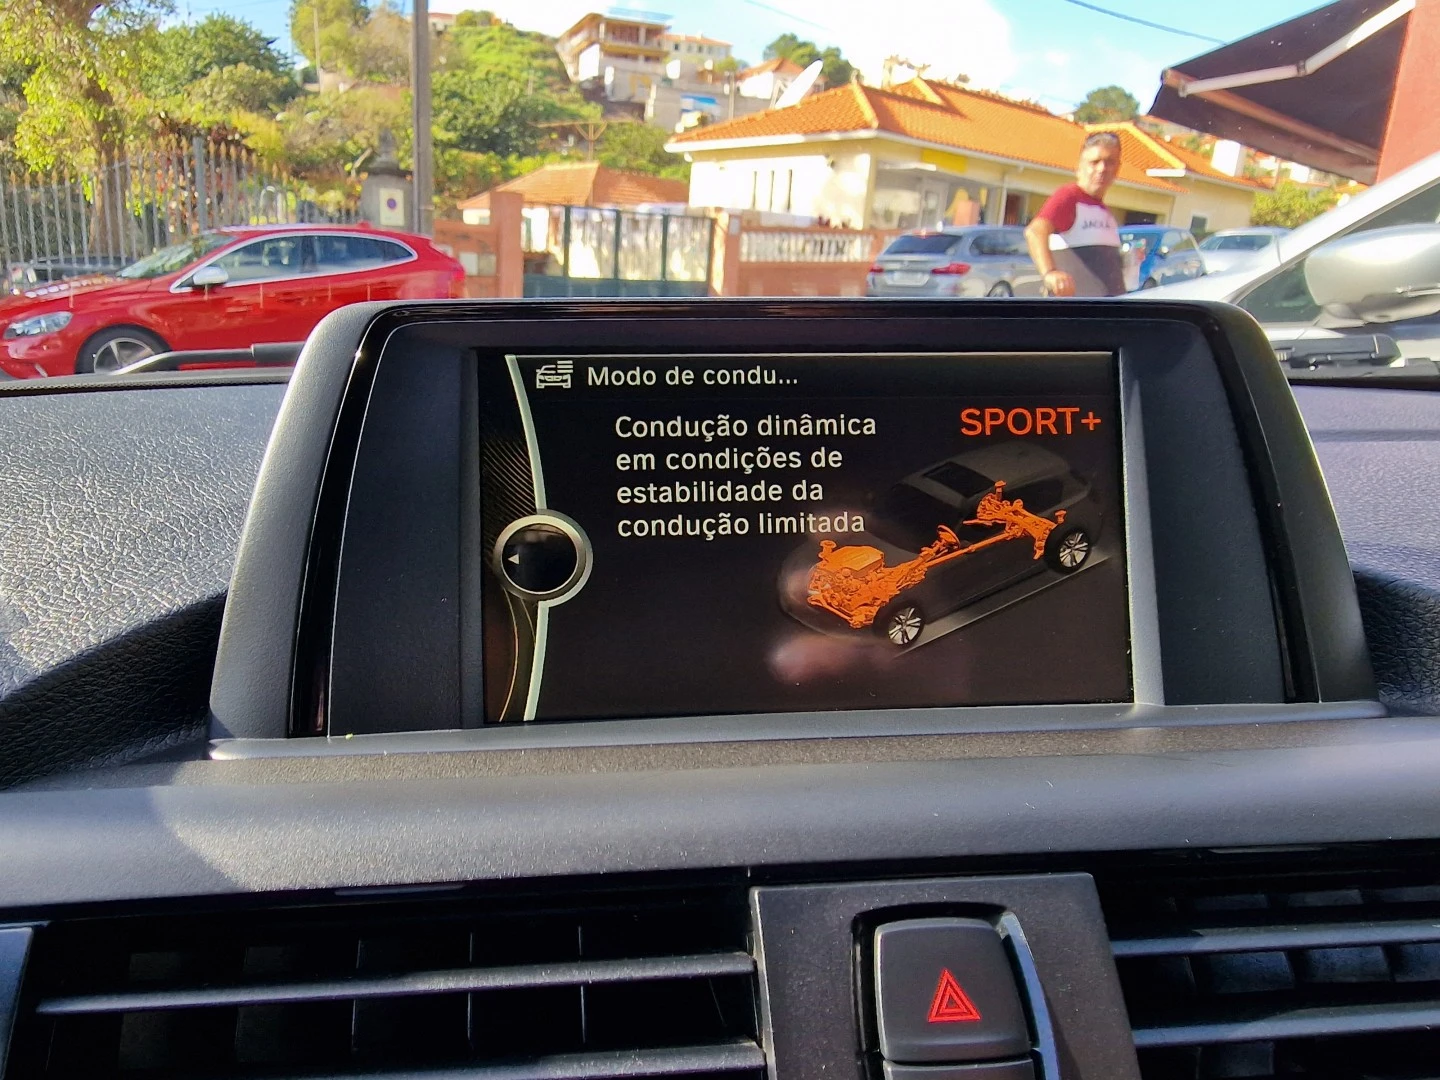 Modo de condu...
SPORT+
Condução dinâmica
em condições de
estabilidade da
condução limitada